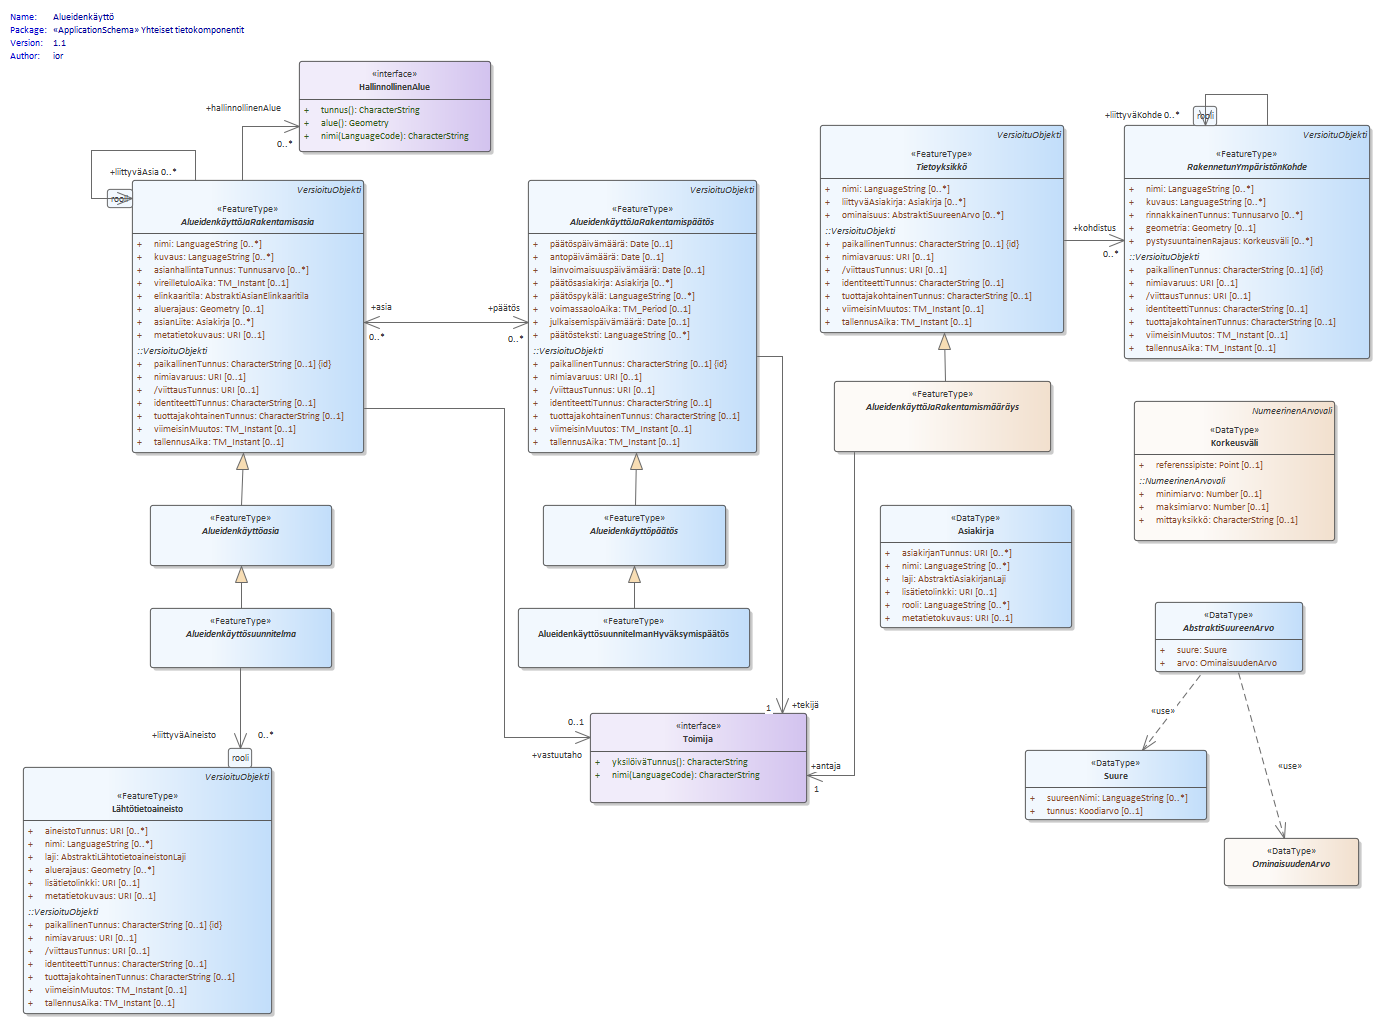 Name: Alueidenkäyttö
Package: «ApplicationSchema» Yhteiset tietokomponentit
Version: 1.1
Author: ior
«interface»
HallinnollinenAlue
+ tunnus(): CharacterString
+ alue(): Geometry
+ nimi(LanguageCode): CharacterString
+hallinnollinenAlue
0..*
+liittyväAsia 0..*
rooli
VersioituObjekti
«FeatureType»
AlueidenkäyttöJaRakentamisasia
+ nimi: LanguageString [0..*]
+ kuvaus: LanguageString [0..*]
+ asianhallintaTunnus: Tunnusarvo [0..*]
+ vireilletuloAika: TM_Instant [0..1]
+ elinkaaritila: AbstraktiAsianElinkaaritila
+ aluerajaus: Geometry [0..1]
+ asianLiite: Asiakirja [0..*]
+ metatietokuvaus: URI [0..1]
::VersioituObjekti
+ paikallinenTunnus: CharacterString [0..1] {id}
+ nimiavaruus: URI [0..1]
+ /viittausTunnus: URI [0..1]
+ identiteettiTunnus: CharacterString [0..1]
+ tuottajakohtainenTunnus: CharacterString [0..1]
+ viimeisinMuutos: TM_Instant [0..1]
+ tallennusAika: TM_Instant [0..1]
+asia
0..*
+päätös
0..*
VersioituObjekti
«FeatureType»
AlueidenkäyttöJaRakentamispäätös
+ päätöspäivämäärä: Date [0..1]
+ antopäivämäärä: Date [0..1]
+ lainvoimaisuuspäivämäärä: Date [0..1]
+ päätösasiakirja: Asiakirja [0..*]
+ päätöspykälä: LanguageString [0..*]
+ voimassaoloAika: TM_Period [0..1]
+ julkaisemispäivämäärä: Date [0..1]
+ päätösteksti: LanguageString [0..*]
::VersioituObjekti
+ paikallinenTunnus: CharacterString [0..1] {id}
+ nimiavaruus: URI [0..1]
+ /viittausTunnus: URI [0..1]
+ identiteettiTunnus: CharacterString [0..1]
+ tuottajakohtainenTunnus: CharacterString [0..1]
+ viimeisinMuutos: TM_Instant [0..1]
+ tallennusAika: TM_Instant [0..1]
VersioituObjekti
«FeatureType»
Tietoyksikkö
+ nimi: LanguageString [0..*]
+ liittyväAsiakirja: Asiakirja [0..*]
+ ominaisuus: AbstraktiSuureenArvo [0..*]
::VersioituObjekti
+ paikallinenTunnus: CharacterString [0..1] {id}
+ nimiavaruus: URI [0..1]
+ /viittausTunnus: URI [0..1]
+ identiteettiTunnus: CharacterString [0..1]
+ tuottajakohtainenTunnus: CharacterString [0..1]
+ viimeisinMuutos: TM_Instant [0..1]
+ tallennusAika: TM_Instant [0..1]
+kohdistus
0..*
+liittyväKohde 0..*
rooli
VersioituObjekti
«FeatureType»
RakennetunYmpäristönKohde
+ nimi: LanguageString [0..*]
+ kuvaus: LanguageString [0..*]
+ rinnakkainenTunnus: Tunnusarvo [0..*]
+ geometria: Geometry [0..1]
+ pystysuuntainenRajaus: Korkeusväli [0..*]
::VersioituObjekti
+ paikallinenTunnus: CharacterString [0..1] {id}
+ nimiavaruus: URI [0..1]
+ /viittausTunnus: URI [0..1]
+ identiteettiTunnus: CharacterString [0..1]
+ tuottajakohtainenTunnus: CharacterString [0..1]
+ viimeisinMuutos: TM_Instant [0..1]
+ tallennusAika: TM_Instant [0..1]
«FeatureType»
AlueidenkäyttöJaRakentamismääräys
NumeerinenArvovali
«DataType»
Korkeusväli
+ referenssipiste: Point [0..1]
::NumeerinenArvovali
+ minimiarvo: Number [0..1]
+ maksimiarvo: Number [0..1]
+ mittayksikkö: CharacterString [0..1]
«FeatureType»
Alueidenkäyttöasia
«FeatureType»
Alueidenkäyttöpäätös
«DataType»
Asiakirja
+ asiakirjanTunnus: URI [0..*]
+ nimi: LanguageString [0..*]
+ laji: AbstraktiAsiakirjanLaji
+ lisätietolinkki: URI [0..1]
+ rooli: LanguageString [0..*]
+ metatietokuvaus: URI [0..1]
«FeatureType»
Alueidenkäyttösuunnitelma
«FeatureType»
AlueidenkäyttösuunnitelmanHyväksymispäätös
«DataType»
AbstraktiSuureenArvo
+ suure: Suure
+ arvo: OminaisuudenArvo
«use»
«use»
+liittyväAineisto
0..*
rooli
0..1
+vastuutaho
1
+tekijä
+antaja
1
«interface»
Toimija
+ yksilöiväTunnus(): CharacterString
+ nimi(LanguageCode): CharacterString
«DataType»
Suure
+ suureenNimi: LanguageString [0..*]
+ tunnus: Koodiarvo [0..1]
«DataType»
OminaisuudenArvo
VersioituObjekti
«FeatureType»
Lähtötietoaineisto
+ aineistoTunnus: URI [0..*]
+ nimi: LanguageString [0..*]
+ laji: AbstraktiLähtotietoaineistonLaji
+ aluerajaus: Geometry [0..*]
+ lisätietolinkki: URI [0..1]
+ metatietokuvaus: URI [0..1]
::VersioituObjekti
+ paikallinenTunnus: CharacterString [0..1] {id}
+ nimiavaruus: URI [0..1]
+ /viittausTunnus: URI [0..1]
+ identiteettiTunnus: CharacterString [0..1]
+ tuottajakohtainenTunnus: CharacterString [0..1]
+ viimeisinMuutos: TM_Instant [0..1]
+ tallennusAika: TM_Instant [0..1]